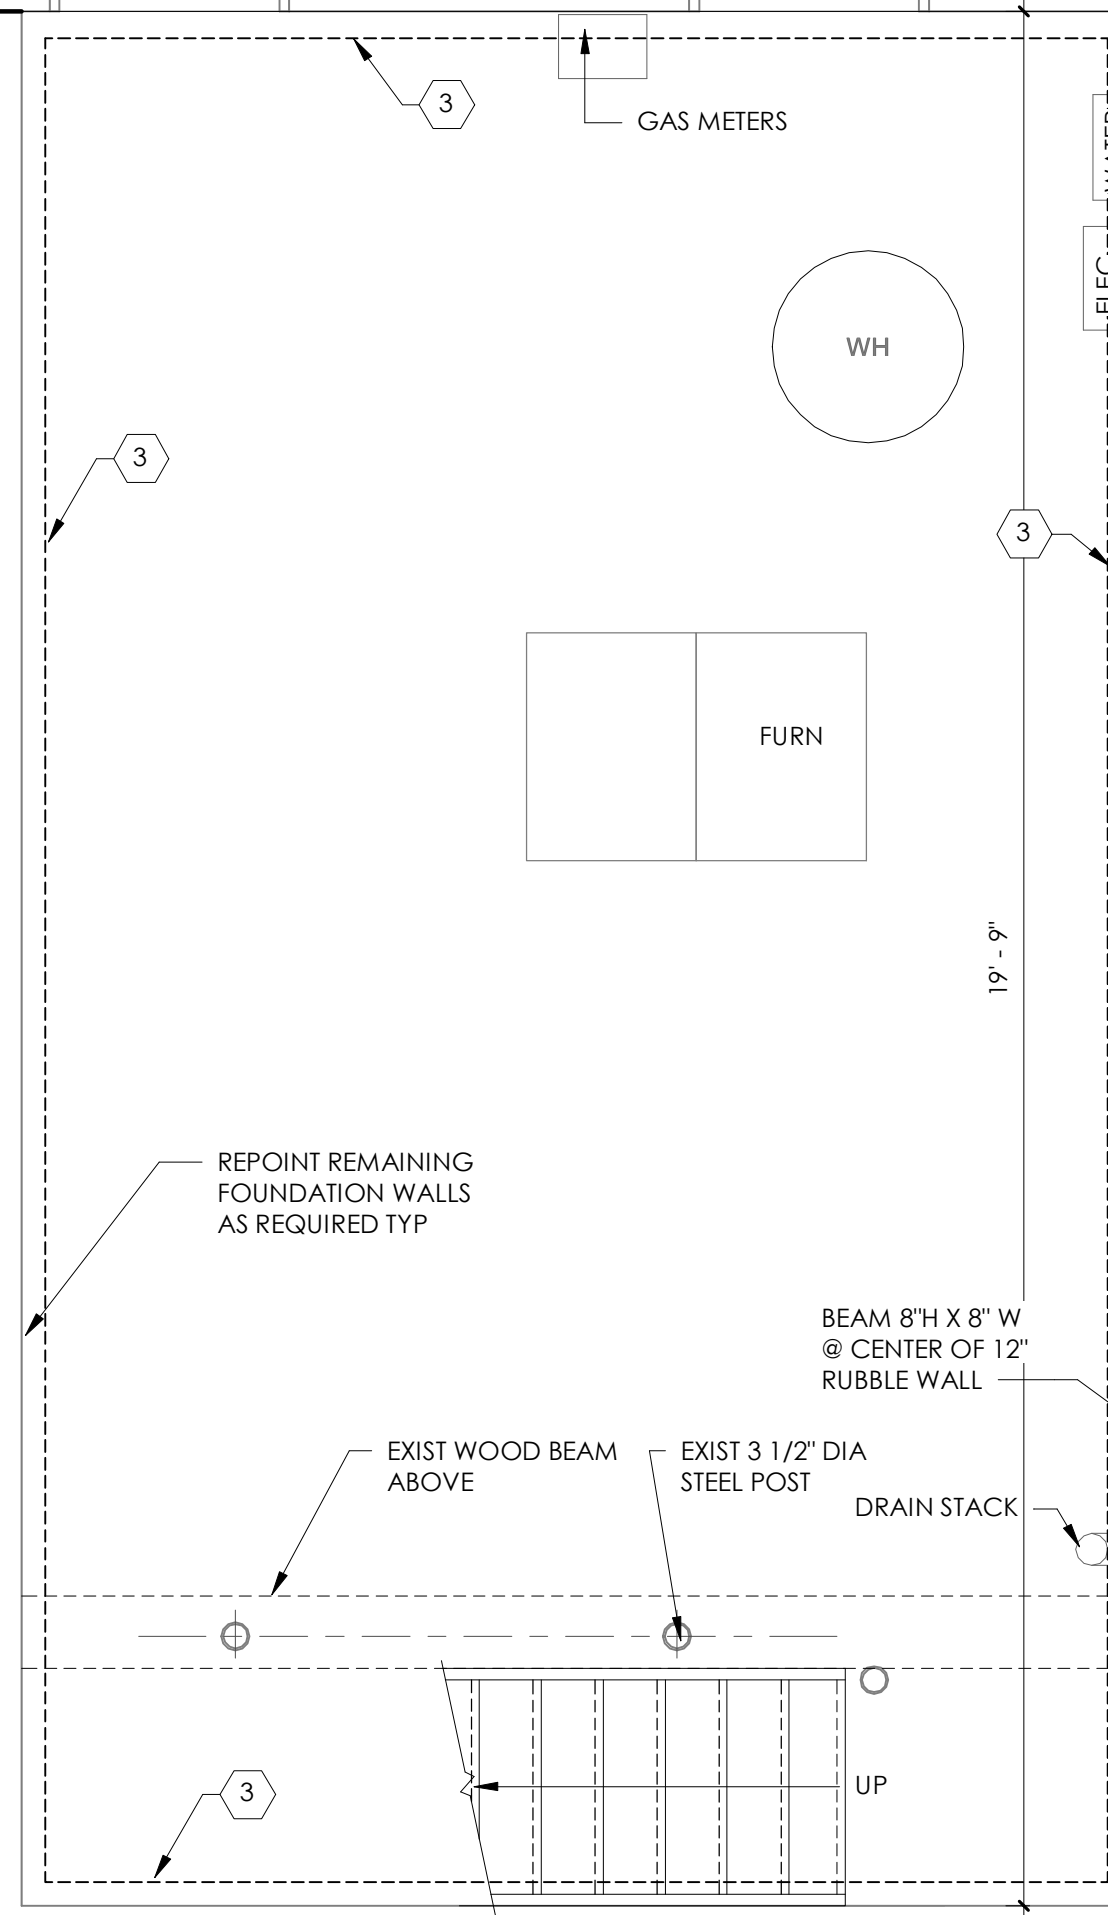 3
GAS METERS
WH
3
3
FURN
19' - 9"
REPOINT REMAINING
FOUNDATION WALLS
AS REQUIRED TYP
BEAM 8"H X 8" W
@ CENTER OF 12"
RUBBLE WALL
EXIST WOOD BEAM
ABOVE
EXIST 3 1/2" DIA
STEEL POST
DRAIN STACK
UP
3